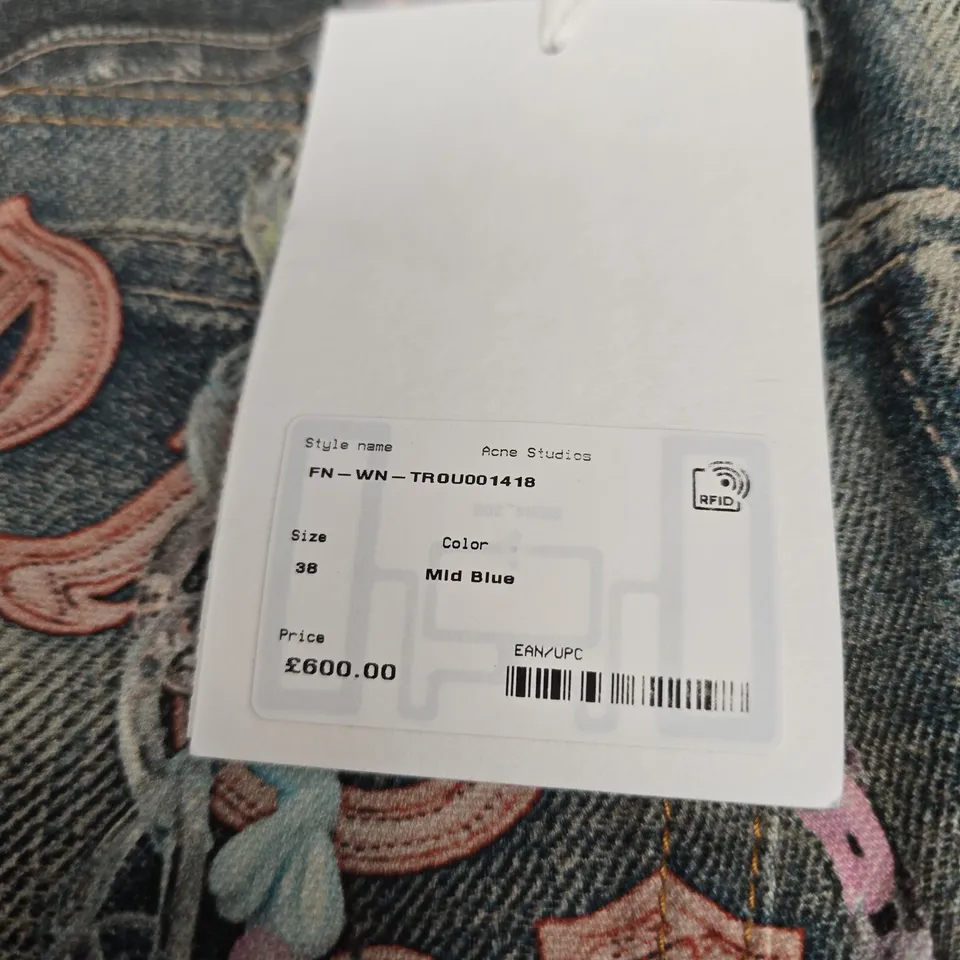 Style name Acne Studios
FN-WN-TROU001418
RFID
Size Color
38 Mid Blue
Price EAN/UPC
£600.00